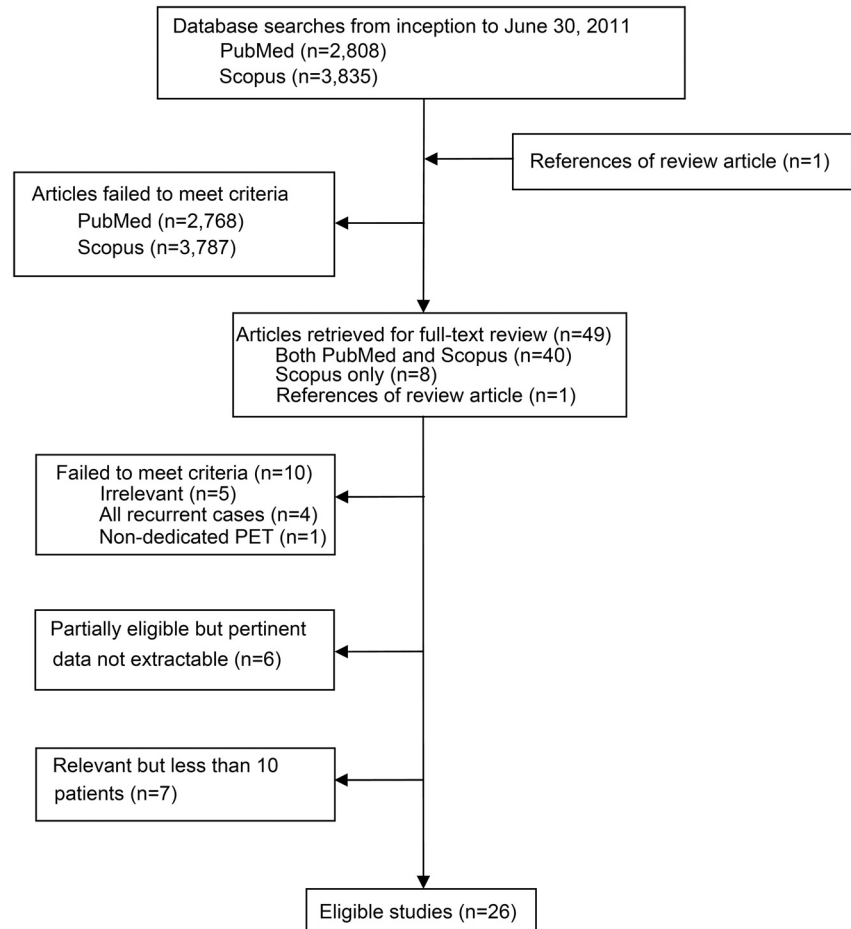 Database searches from inception to June 30, 2011
PubMed (n=2,808)
Scopus (n=3,835)
References of review article (n=1)
Articles failed to meet criteria
PubMed (n=2,768)
Scopus (n=3,787)
Articles retrieved for full-text review (n=49)
Both PubMed and Scopus (n=40)
Scopus only (n=8)
References of review article (n=1)
Failed to meet criteria (n=10)
Irrelevant (n=5)
All recurrent cases (n=4)
Non-dedicated PET (n=1)
Partially eligible but pertinent
data not extractable (n=6)
Relevant but less than 10
patients (n=7)
Eligible studies (n=26)